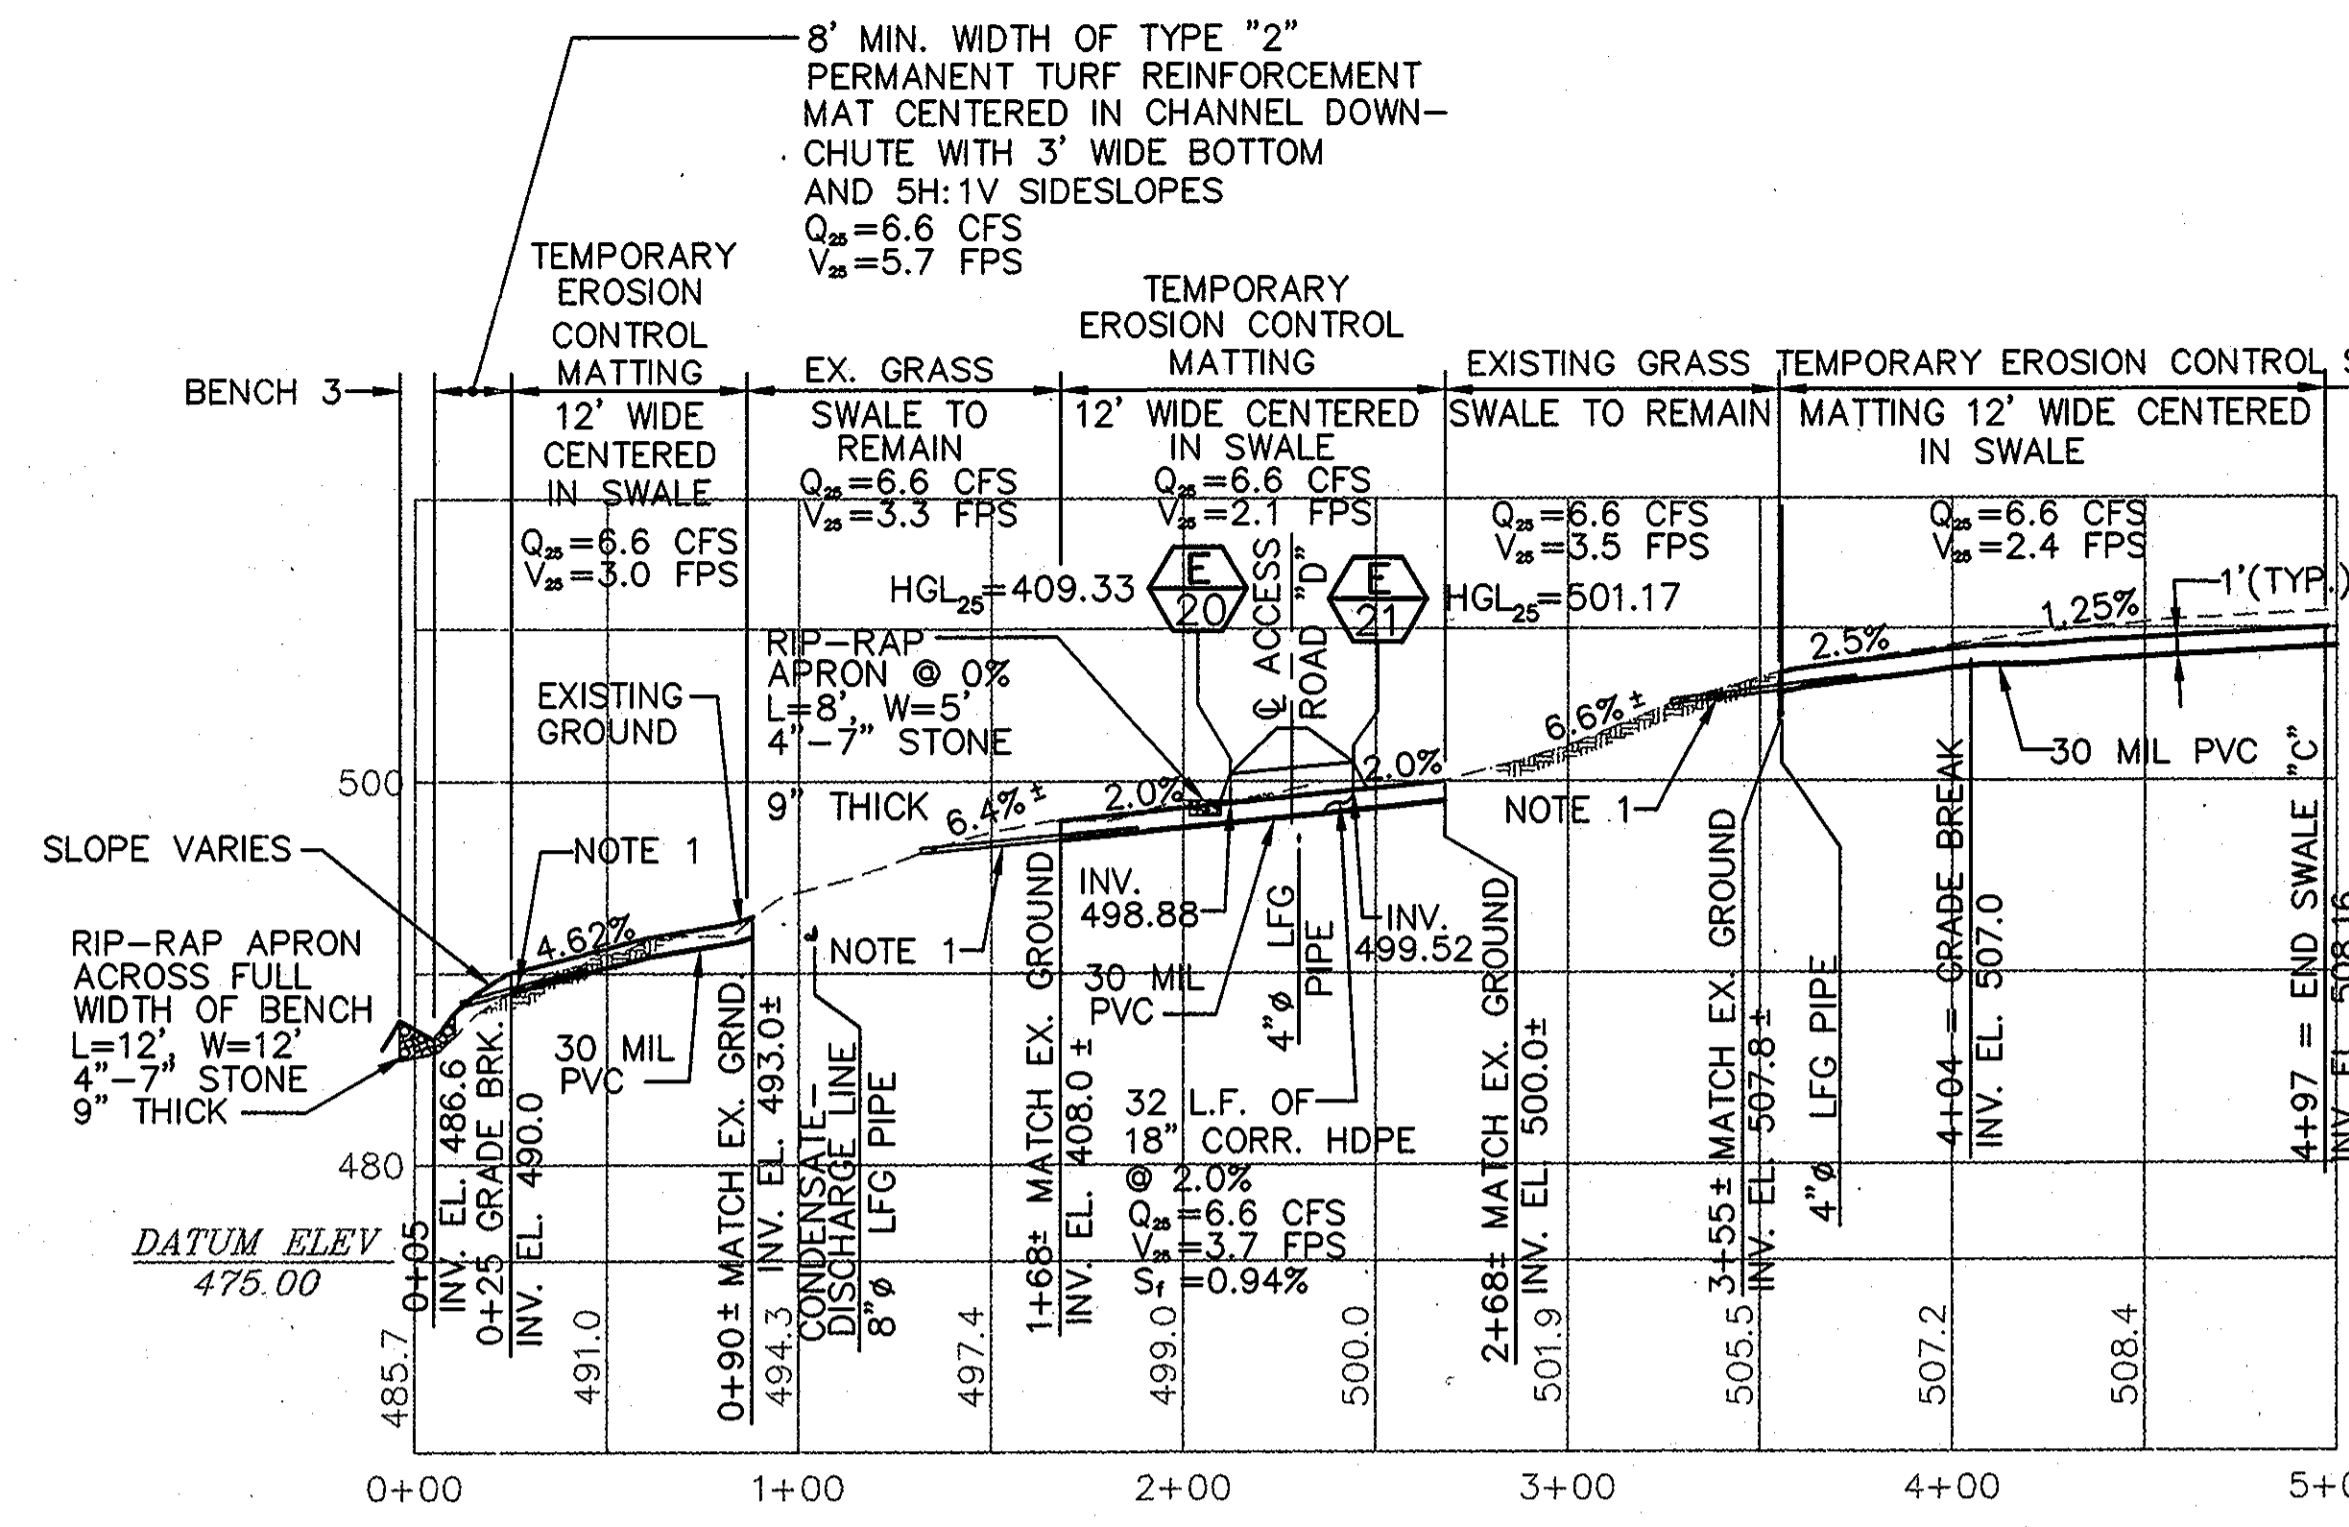 8' MIN. WIDTH OF TYPE "2"
PERMANENT TURF REINFORCEMENT
MAT CENTERED IN CHANNEL DOWN-
CHUTE WITH 3' WIDE BOTTOM
AND 5H:1V SIDESLOPES
Q25=6.6 CFS
V25=5.7 FPS
BENCH 3
TEMPORARY
EROSION
CONTROL
MATTING
12' WIDE
CENTERED
IN SWALE
Q25=6.6 CFS
V25=3.0 FPS
EX. GRASS
SWALE TO
REMAIN
Q25=6.6 CFS
V25=3.3 FPS
TEMPORARY
EROSION CONTROL
MATTING
12' WIDE CENTERED
IN SWALE
Q25=6.6 CFS
V25=2.1 FPS
EXISTING GRASS
SWALE TO REMAIN
Q25=6.6 CFS
V25=3.5 FPS
TEMPORARY EROSION CONTROL
MATTING 12' WIDE CENTERED
IN SWALE
Q25=6.6 CFS
V25=2.4 FPS
HGL25=409.33
E
20
℄ ACCESS
ROAD "D"
E
21
HGL25=501.17
1'(TYP.)
1.25%
2.5%
6.6%±
2.0%
2.0%
6.4%±
4.62%
RIP-RAP
APRON @ 0%
L=8', W=5'
4"-7" STONE
9" THICK
EXISTING
GROUND
30 MIL PVC
NOTE 1
500
SLOPE VARIES
NOTE 1
RIP-RAP APRON
ACROSS FULL
WIDTH OF BENCH
L=12', W=12'
4"-7" STONE
9" THICK
30 MIL
PVC
NOTE 1
INV.
498.88
30 MIL
PVC
4"ø LFG
PIPE
INV.
499.52
32 L.F. OF
18" CORR. HDPE
@ 2.0%
Q25=6.6 CFS
V25=3.7 FPS
Sf=0.94%
480
DATUM ELEV
475.00
0+05
INV. EL. 486.6
0+25 GRADE BRK.
INV. EL. 490.0
0+90± MATCH EX. GRND.
INV. EL. 493.0±
CONDENSATE-
DISCHARGE LINE
8"ø LFG PIPE
1+68± MATCH EX. GROUND
INV. EL. 408.0 ±
2+68± MATCH EX. GROUND
INV. EL. 500.0±
3+55± MATCH EX. GROUND
INV. EL. 507.8±
4"ø LFG PIPE
4+04 = GRADE BREAK
INV. EL. 507.0
4+97 = END SWALE "C"
INV. EL. 508.16
485.7
491.0
494.3
497.4
499.0
500.0
501.9
505.5
507.2
508.4
0+00
1+00
2+00
3+00
4+00